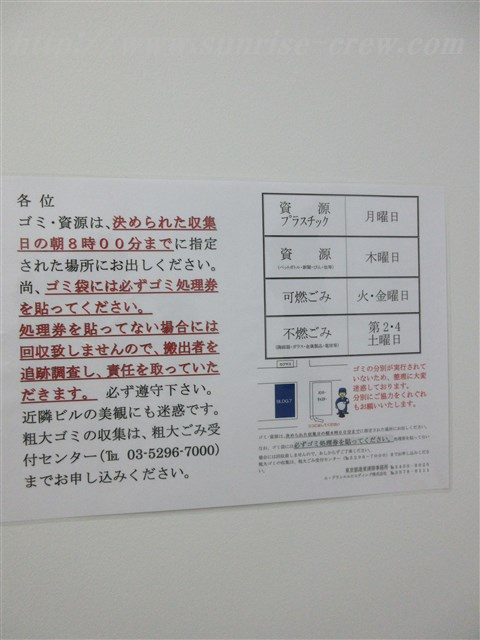 http://www.sunrise-crew.com
各位
ゴミ・資源は、決められた収集
日の朝8時00分までに指定
された場所にお出しください。
尚、ゴミ袋には必ずゴミ処理券
を貼ってください。
処理券を貼ってない場合には
回収致しませんので、搬出者を
追跡調査し、責任を取っていた
だきます。 必ず遵守下さい。
近隣ビルの美観にも迷惑です。
粗大ゴミの収集は、粗大ごみ受
付センター(℡ 03-5296-7000)
までお申し込みください。
資源
プラスチック
月曜日
資源
木曜日
可燃ごみ
火・金曜日
不燃ごみ
第2・4
土曜日
ゴミの分別が実行されて
いないため、整理に大変
迷惑しております。
分別にご協力をくれぐれ
もお願いいたします。
必ずゴミ処理券を貼ってください。